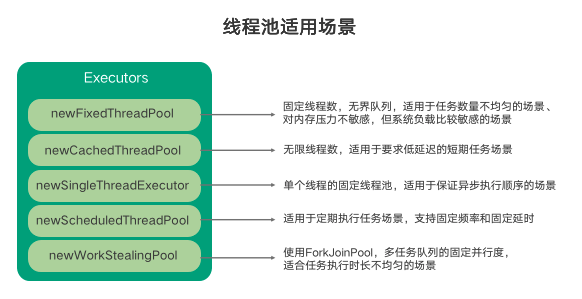 线程池适用场景
Executors
newFixedThreadPool
固定线程数，无界队列，适用于任务数量不均匀的场景、
对内存压力不敏感，但系统负载比较敏感的场景
newCachedThreadPool
无限线程数，适用于要求低延迟的短期任务场景
newSingleThreadExecutor
单个线程的固定线程池，适用于保证异步执行顺序的场景
newScheduledThreadPool
适用于定期执行任务场景，支持固定频率和固定延时
newWorkStealingPool
使用ForkJoinPool，多任务队列的固定并行度，
适合任务执行时长不均匀的场景